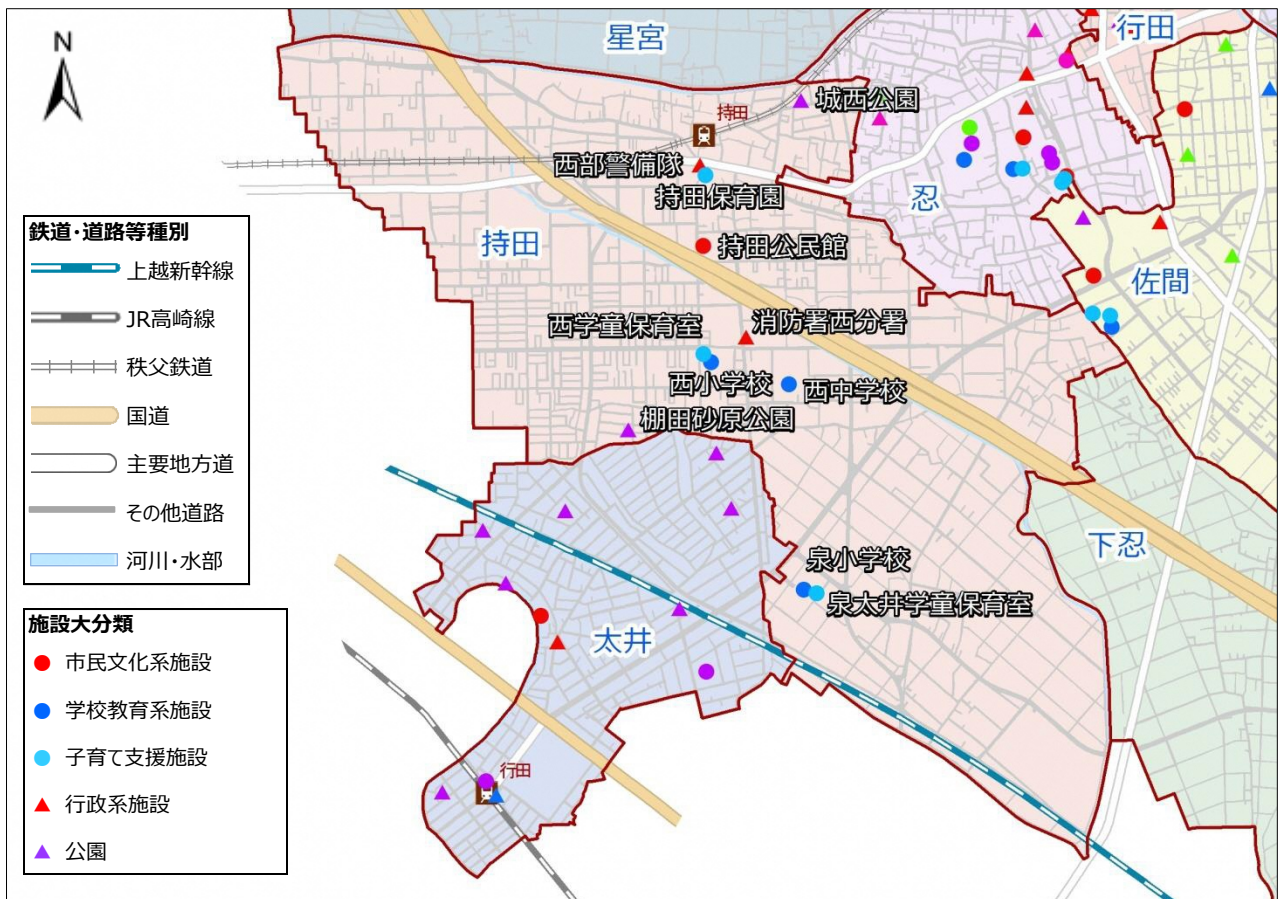 N
星宮
行田
持田
城西公園
西部警備隊
持田保育園
忍
持田
持田公民館
佐間
西学童保育室
消防署西分署
西小学校
西中学校
棚田砂原公園
下忍
泉小学校
泉太井学童保育室
太井
行田
鉄道・道路等種別
上越新幹線
JR高崎線
秩父鉄道
国道
主要地方道
その他道路
河川・水部
施設大分類
市民文化系施設
学校教育系施設
子育て支援施設
行政系施設
公園